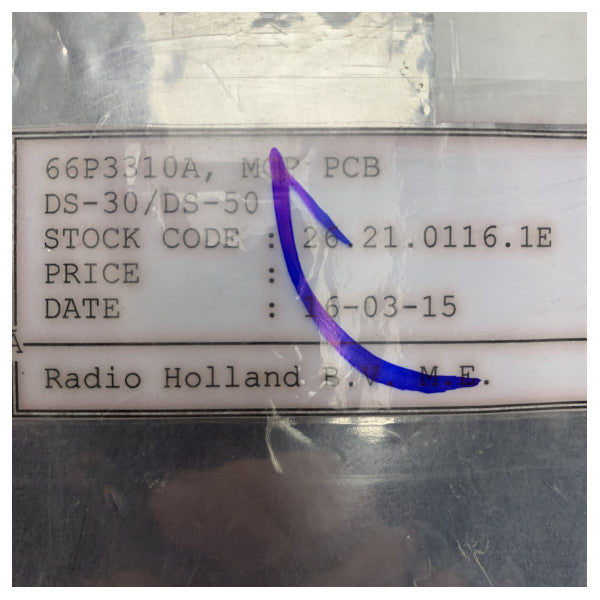 66P3310A, MOP PCB
DS-30/DS-50
STOCK CODE : 26.21.0116.1E
PRICE :
DATE : 16-03-15
Radio Holland B.V. M.E.